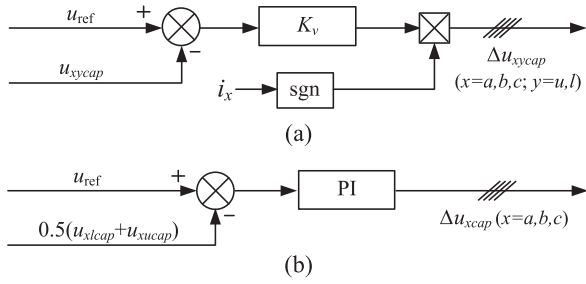 u_ref + K_v
−
u_xycap Δu_xycap
i_x sgn (x=a,b,c; y=u,l)
(a)
u_ref + PI
−
0.5(u_xlcap+u_xucap) Δu_xcap (x=a,b,c)
(b)